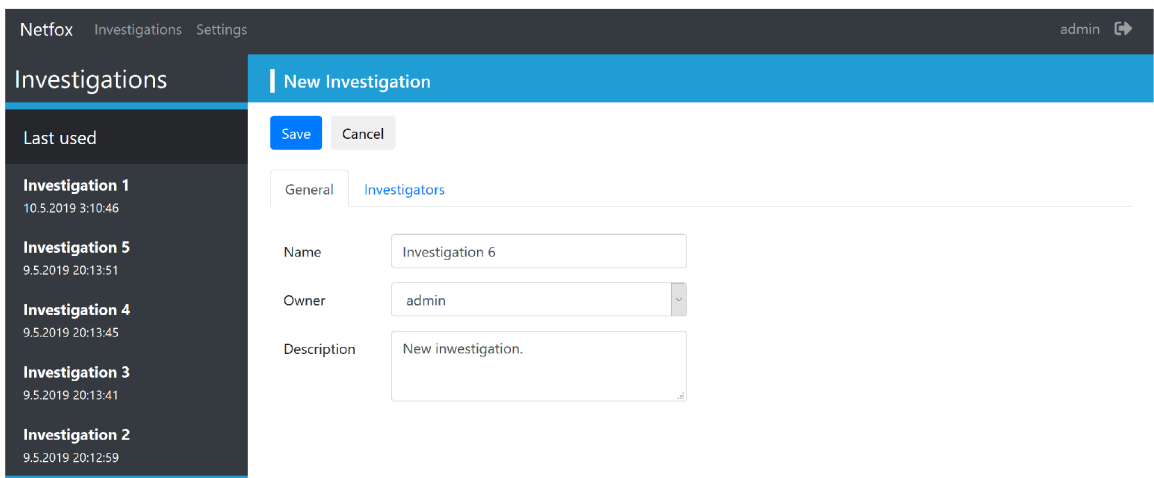 Netfox Investigations Settings admin
Investigations
New Investigation
Last used
Save Cancel
Investigation 1
10.5.2019 3:10:46
General Investigators
Investigation 5
9.5.2019 20:13:51
Name Investigation 6
Investigation 4
9.5.2019 20:13:45
Owner admin
Investigation 3
9.5.2019 20:13:41
Description New inwestigation.
Investigation 2
9.5.2019 20:12:59